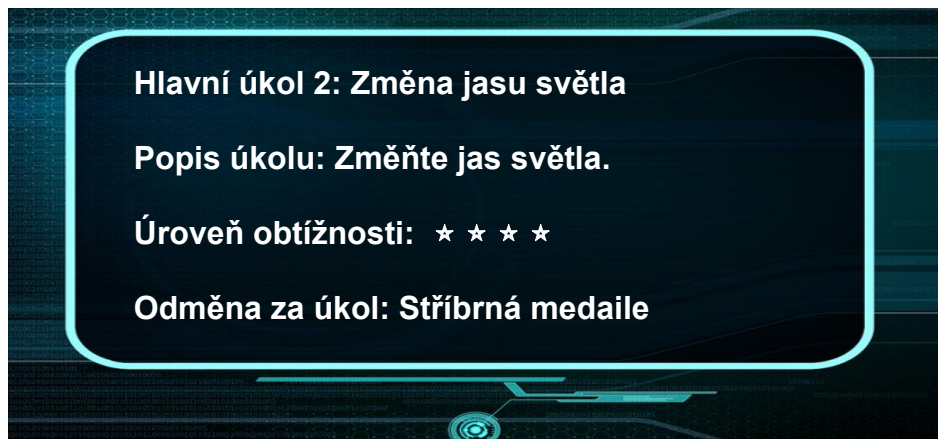 Hlavní úkol 2: Změna jasu světla
Popis úkolu: Změňte jas světla.
Úroveň obtížnosti: ★ ★ ★ ★
Odměna za úkol: Stříbrná medaile